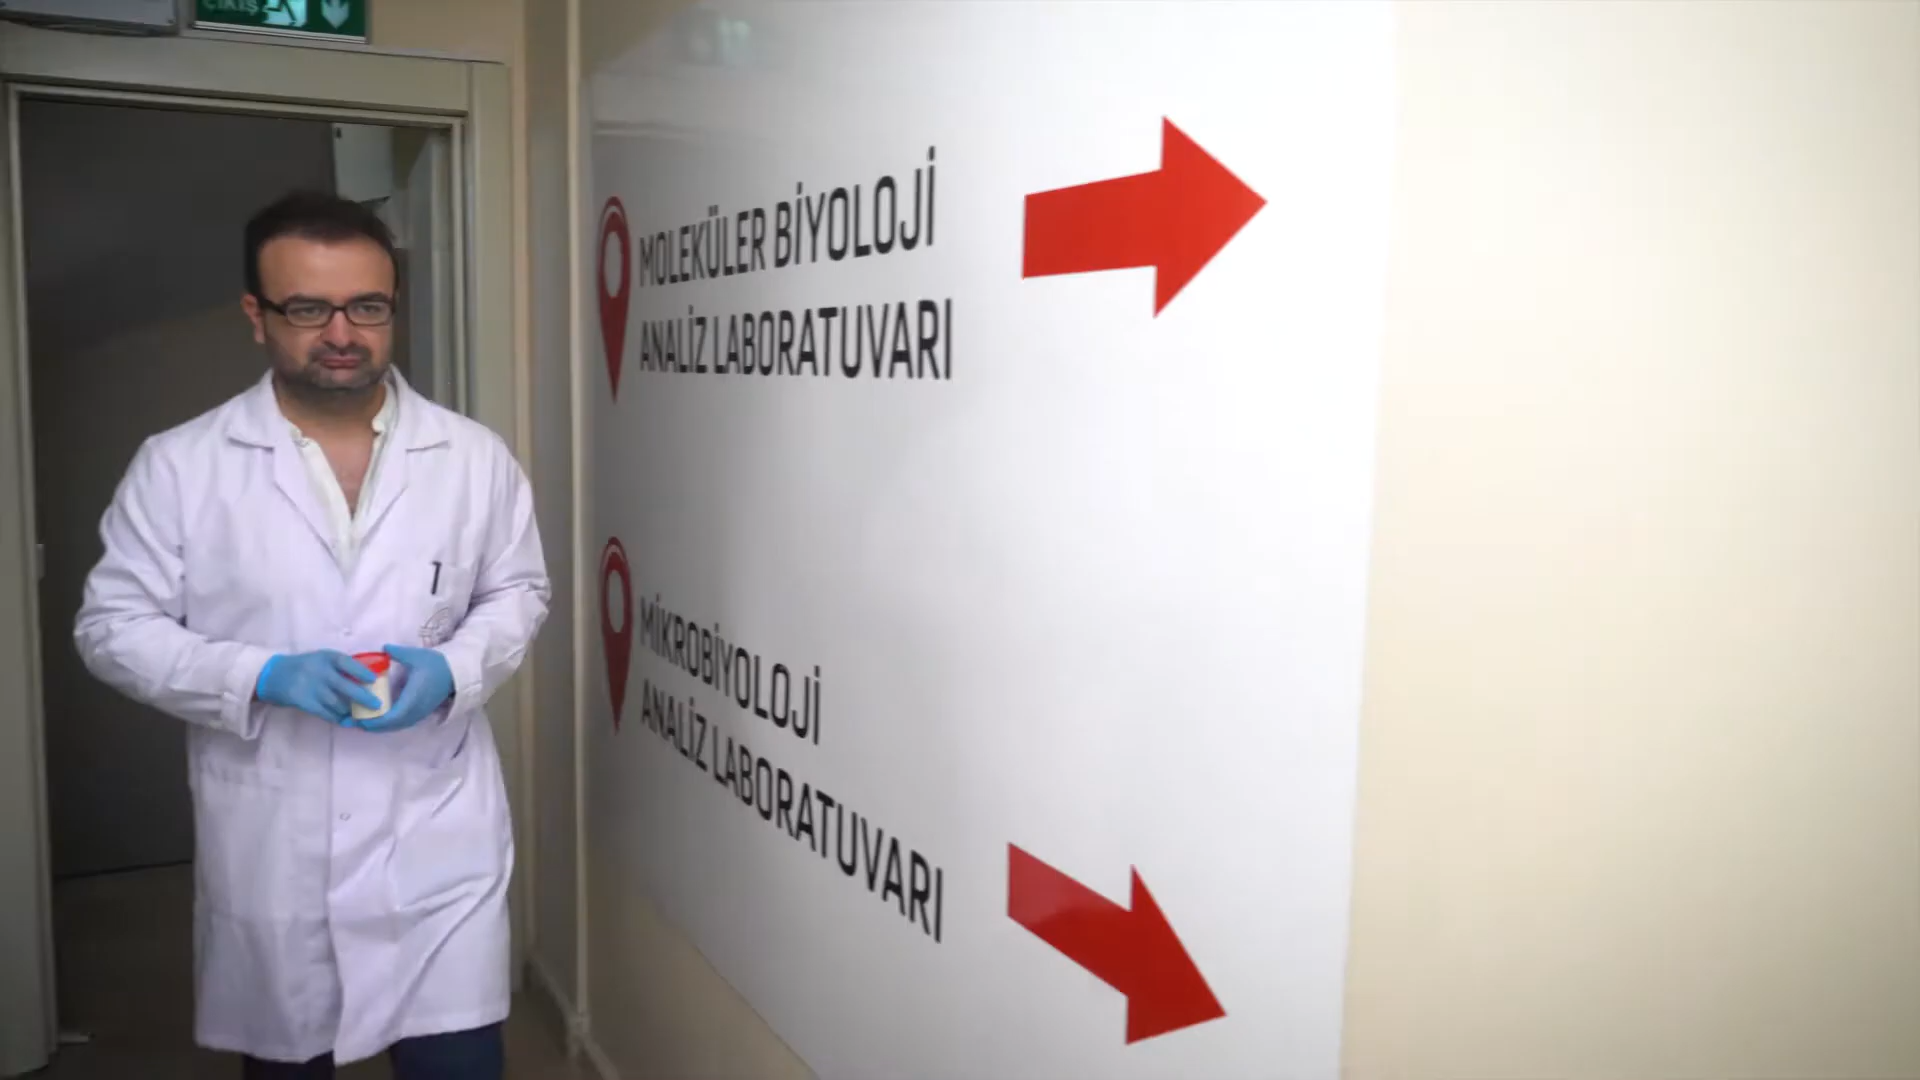 ÇIKIŞ
MOLEKÜLER BİYOLOJİ
ANALİZ LABORATUVARI
MİKROBİYOLOJİ
ANALİZ LABORATUVARI